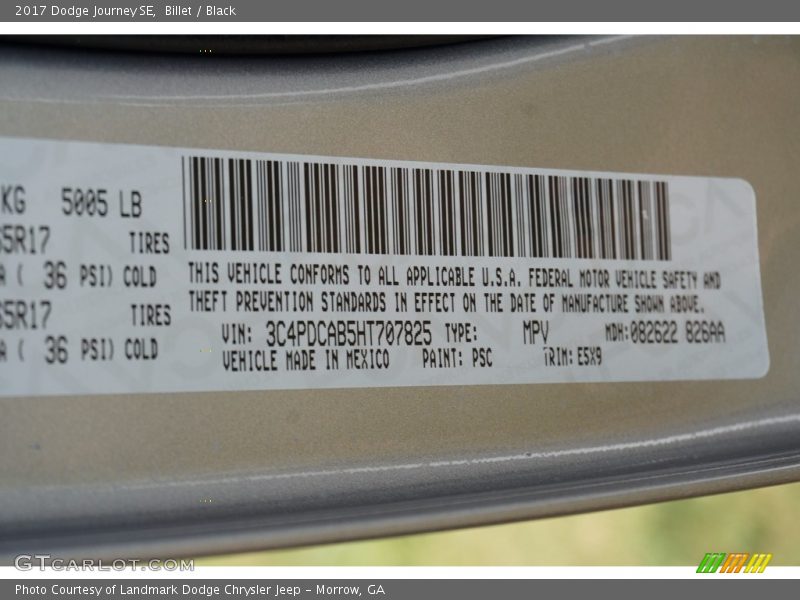 2017 Dodge Journey SE, Billet / Black
KG 5005 LB
65R17 TIRES
( 36 PSI) COLD
65R17 TIRES
( 36 PSI) COLD
THIS VEHICLE CONFORMS TO ALL APPLICABLE U.S.A. FEDERAL MOTOR VEHICLE SAFETY AND
THEFT PREVENTION STANDARDS IN EFFECT ON THE DATE OF MANUFACTURE SHOWN ABOVE.
VIN: 3C4PDCAB5HT707825 TYPE: MPV MDH:082622 826AA
VEHICLE MADE IN MEXICO PAINT: PSC TRIM: E5X9
GTCARLOT.COM
Photo Courtesy of Landmark Dodge Chrysler Jeep – Morrow, GA